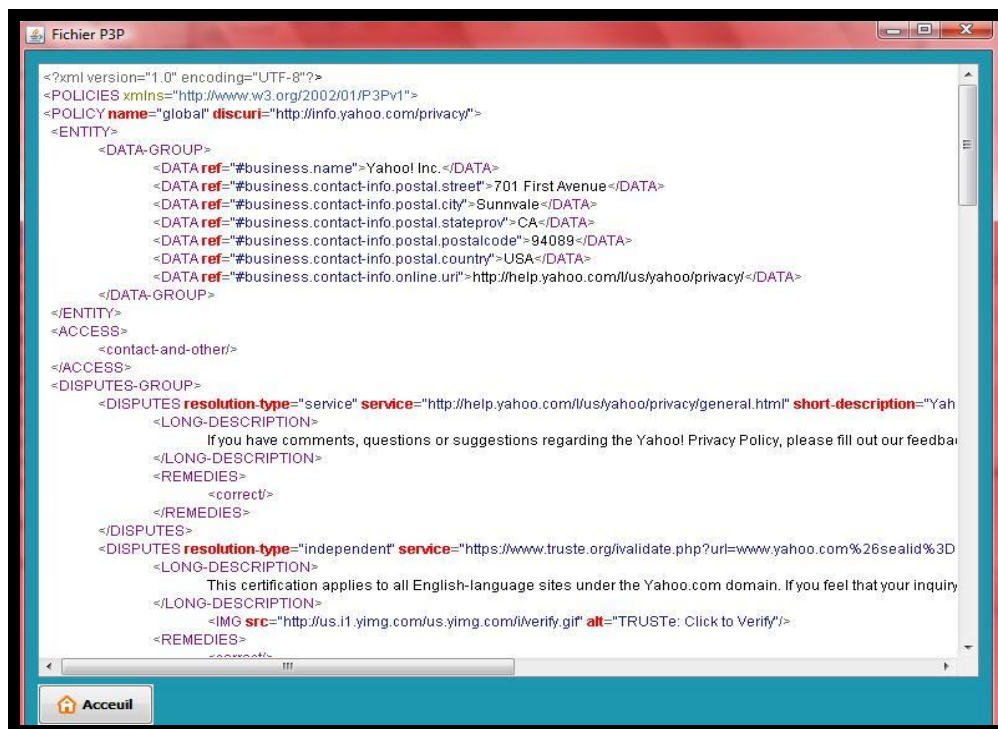 Fichier P3P
<?xml version="1.0" encoding="UTF-8"?>
<POLICIES xmlns="http://www.w3.org/2002/01/P3Pv1">
<POLICY name="global" discuri="http://info.yahoo.com/privacy/">
<ENTITY>
<DATA-GROUP>
<DATA ref="#business.name">Yahoo! Inc.</DATA>
<DATA ref="#business.contact-info.postal.street">701 First Avenue</DATA>
<DATA ref="#business.contact-info.postal.city">Sunnvale</DATA>
<DATA ref="#business.contact-info.postal.stateprov">CA</DATA>
<DATA ref="#business.contact-info.postal.postalcode">94089</DATA>
<DATA ref="#business.contact-info.postal.country">USA</DATA>
<DATA ref="#business.contact-info.online.uri">http://help.yahoo.com/l/us/yahoo/privacy/</DATA>
</DATA-GROUP>
</ENTITY>
<ACCESS>
<contact-and-other/>
</ACCESS>
<DISPUTES-GROUP>
<DISPUTES resolution-type="service" service="http://help.yahoo.com/l/us/yahoo/privacy/general.html" short-description="Yah
<LONG-DESCRIPTION>
If you have comments, questions or suggestions regarding the Yahoo! Privacy Policy, please fill out our feedba
</LONG-DESCRIPTION>
<REMEDIES>
<correct/>
</REMEDIES>
</DISPUTES>
<DISPUTES resolution-type="independent" service="https://www.truste.org/ivalidate.php?url=www.yahoo.com%26sealid%3D
<LONG-DESCRIPTION>
This certification applies to all English-language sites under the Yahoo.com domain. If you feel that your inquiry
</LONG-DESCRIPTION>
<IMG src="http://us.i1.yimg.com/us.yimg.com/i/verify.gif" alt="TRUSTe: Click to Verify"/>
<REMEDIES>
<correct/>
Acceuil